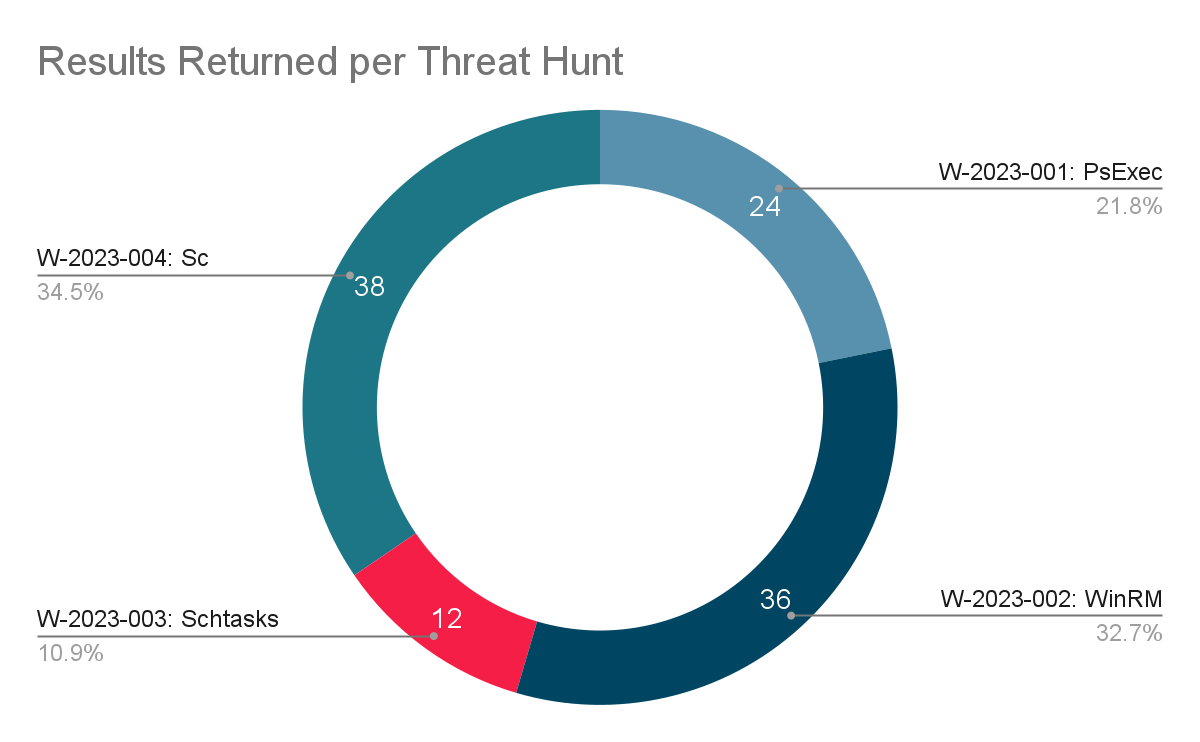 Results Returned per Threat Hunt
W-2023-001: PsExec
21.8%
24
W-2023-004: Sc
34.5%
38
W-2023-002: WinRM
32.7%
36
W-2023-003: Schtasks
10.9%
12